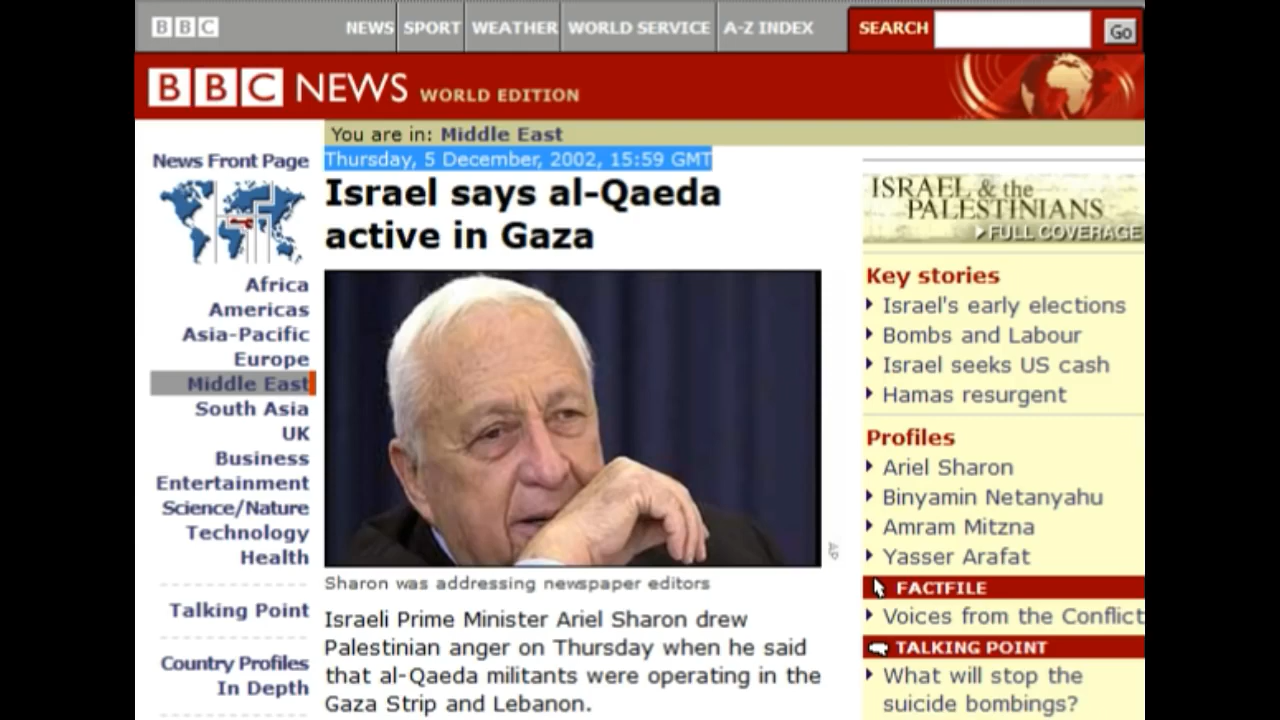 BBC
NEWS SPORT WEATHER WORLD SERVICE A-Z INDEX SEARCH Go
BBC NEWS WORLD EDITION
You are in: Middle East
Thursday, 5 December, 2002, 15:59 GMT
Israel says al-Qaeda
active in Gaza
AP
Sharon was addressing newspaper editors
Israeli Prime Minister Ariel Sharon drew
Palestinian anger on Thursday when he said
that al-Qaeda militants were operating in the
Gaza Strip and Lebanon.
News Front Page
Africa
Americas
Asia-Pacific
Europe
Middle East
South Asia
UK
Business
Entertainment
Science/Nature
Technology
Health
Talking Point
Country Profiles
In Depth
ISRAEL & the
PALESTINIANS
FULL COVERAGE
Key stories
Israel's early elections
Bombs and Labour
Israel seeks US cash
Hamas resurgent
Profiles
Ariel Sharon
Binyamin Netanyahu
Amram Mitzna
Yasser Arafat
FACTFILE
Voices from the Conflict
TALKING POINT
What will stop the
suicide bombings?